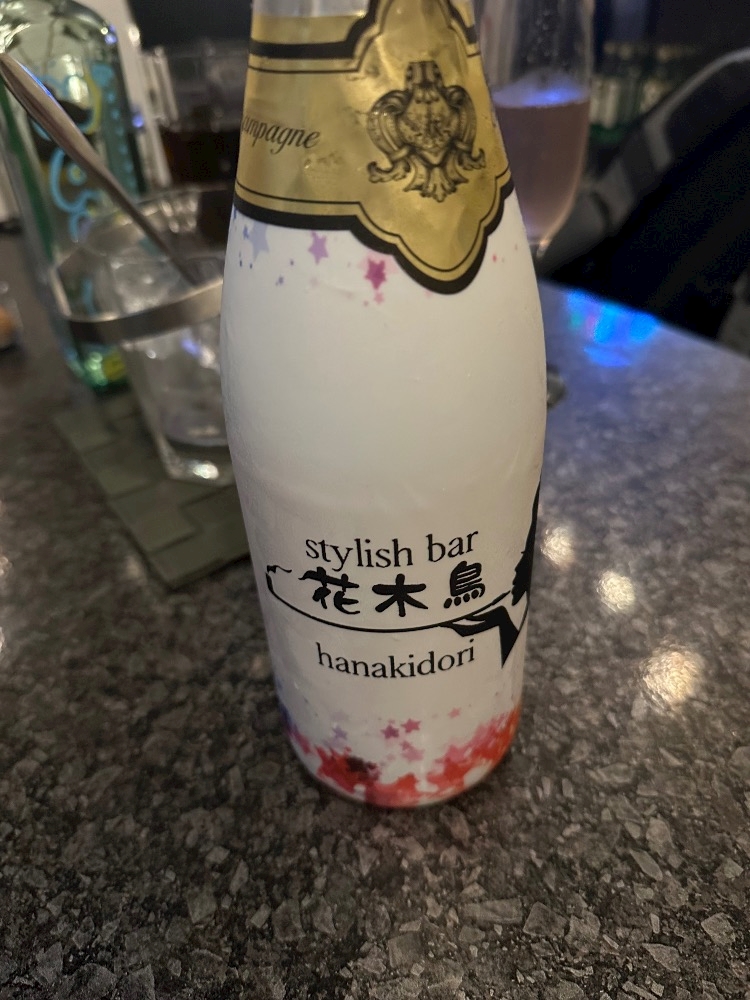 ampagne
stylish bar
花木鳥
hanakidori